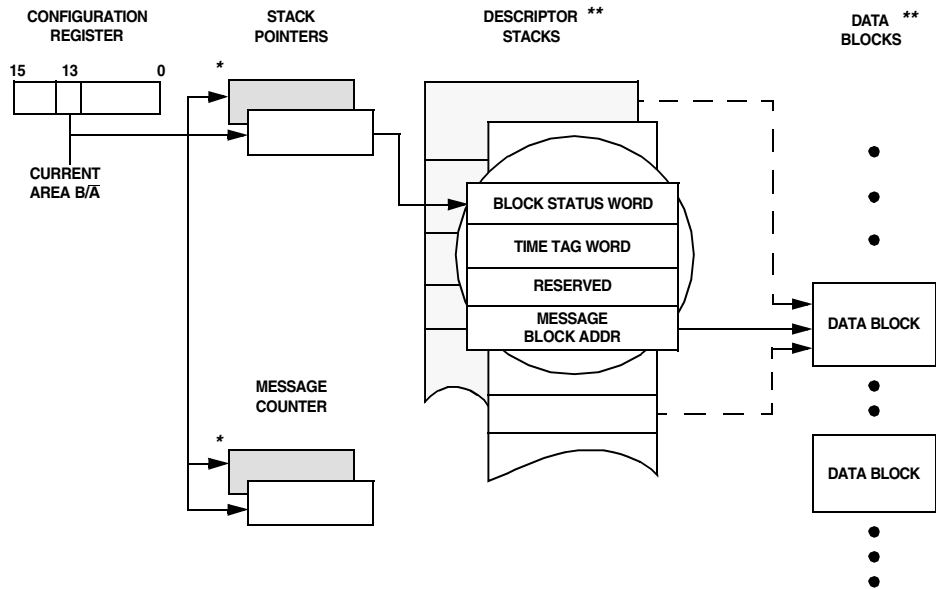 CONFIGURATION
REGISTER
15 13 0
CURRENT
AREA B/A̅
STACK
POINTERS
*
MESSAGE
COUNTER
*
DESCRIPTOR **
STACKS
BLOCK STATUS WORD
TIME TAG WORD
RESERVED
MESSAGE
BLOCK ADDR
DATA **
BLOCKS
DATA BLOCK
DATA BLOCK